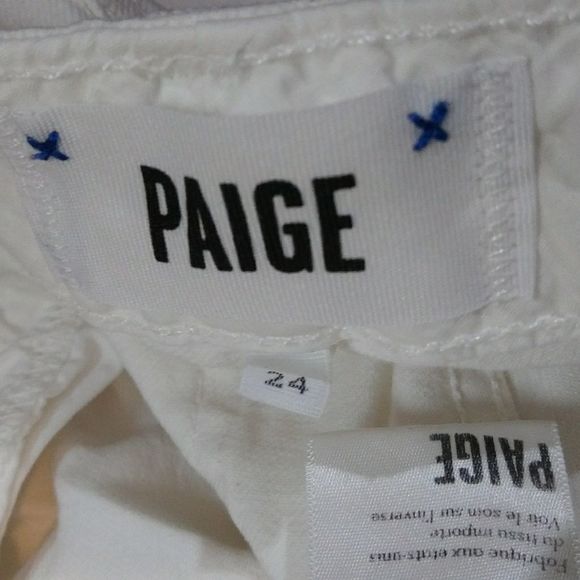 PAIGE
24
PAIGE
Fabrique aux etats-unis
du tissu importe
Voir le soin sur l'inverse